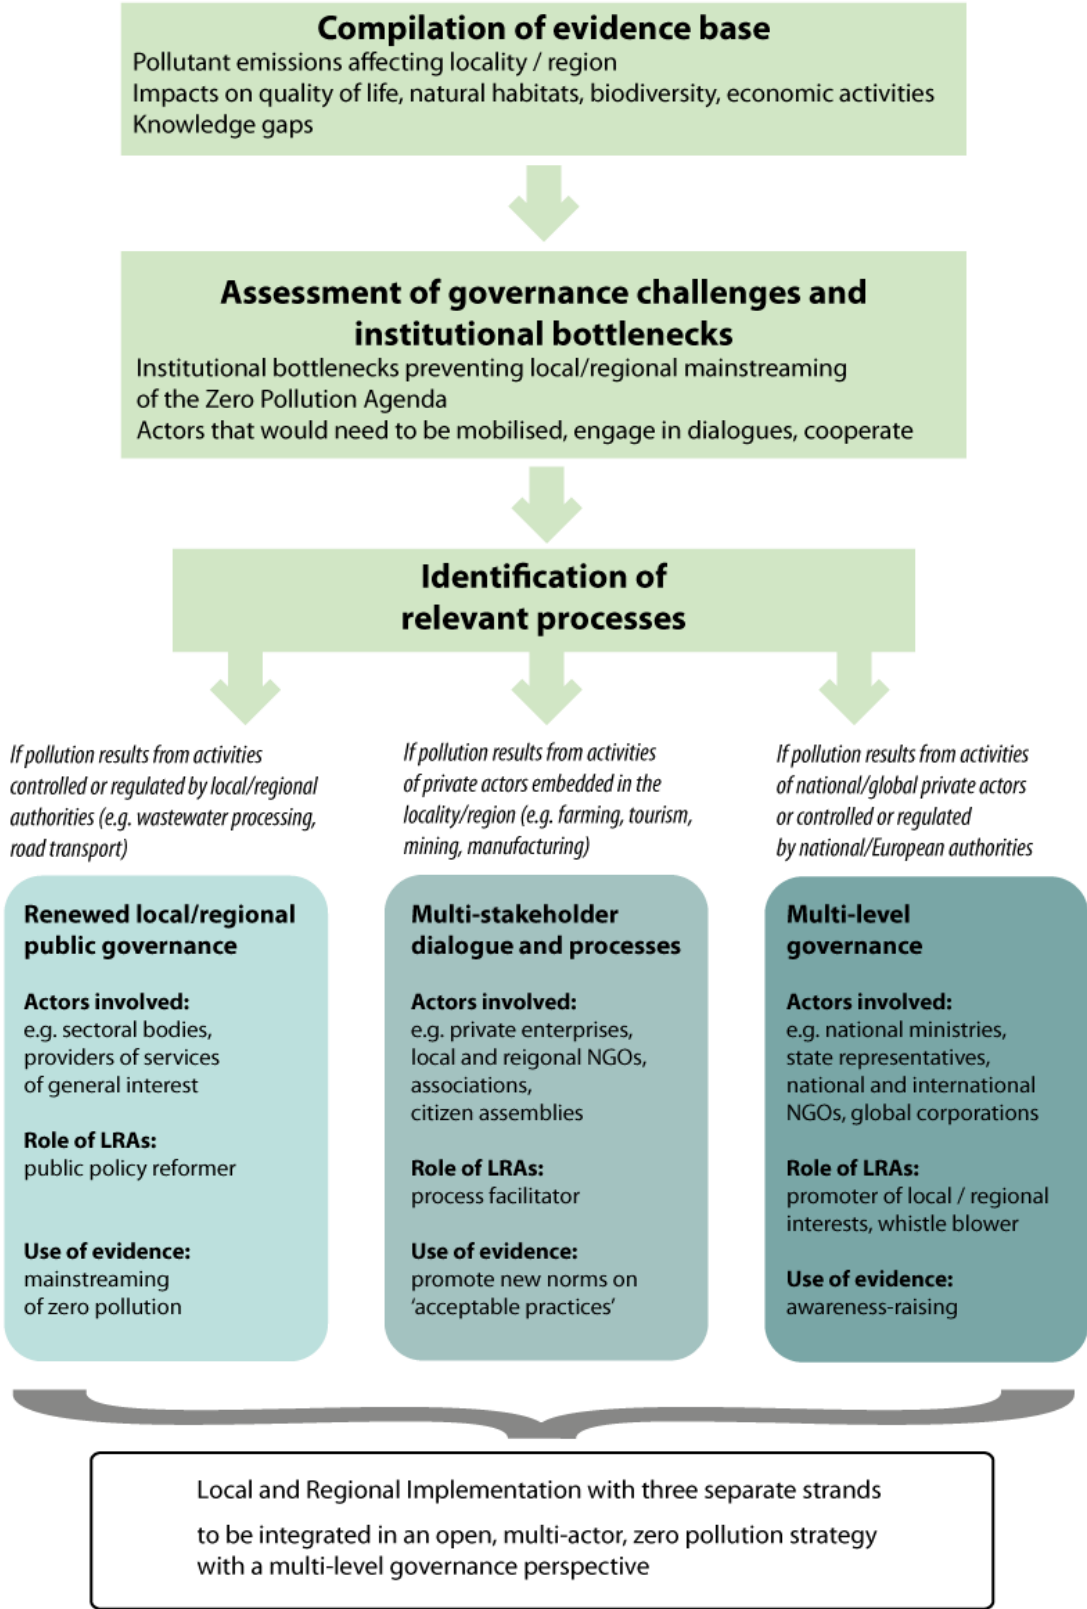 Compilation of evidence base
Pollutant emissions affecting locality / region
Impacts on quality of life, natural habitats, biodiversity, economic activities
Knowledge gaps
Assessment of governance challenges and
institutional bottlenecks
Institutional bottlenecks preventing local/regional mainstreaming
of the Zero Pollution Agenda
Actors that would need to be mobilised, engage in dialogues, cooperate
Identification of
relevant processes
If pollution results from activities
controlled or regulated by local/regional
authorities (e.g. wastewater processing,
road transport)
If pollution results from activities
of private actors embedded in the
locality/region (e.g. farming, tourism,
mining, manufacturing)
If pollution results from activities
of national/global private actors
or controlled or regulated
by national/European authorities
Renewed local/regional
public governance
Actors involved:
e.g. sectoral bodies,
providers of services
of general interest
Role of LRAs:
public policy reformer
Use of evidence:
mainstreaming
of zero pollution
Multi-stakeholder
dialogue and processes
Actors involved:
e.g. private enterprises,
local and reigonal NGOs,
associations,
citizen assemblies
Role of LRAs:
process facilitator
Use of evidence:
promote new norms on
‘acceptable practices’
Multi-level
governance
Actors involved:
e.g. national ministries,
state representatives,
national and international
NGOs, global corporations
Role of LRAs:
promoter of local / regional
interests, whistle blower
Use of evidence:
awareness-raising
Local and Regional Implementation with three separate strands
to be integrated in an open, multi-actor, zero pollution strategy
with a multi-level governance perspective